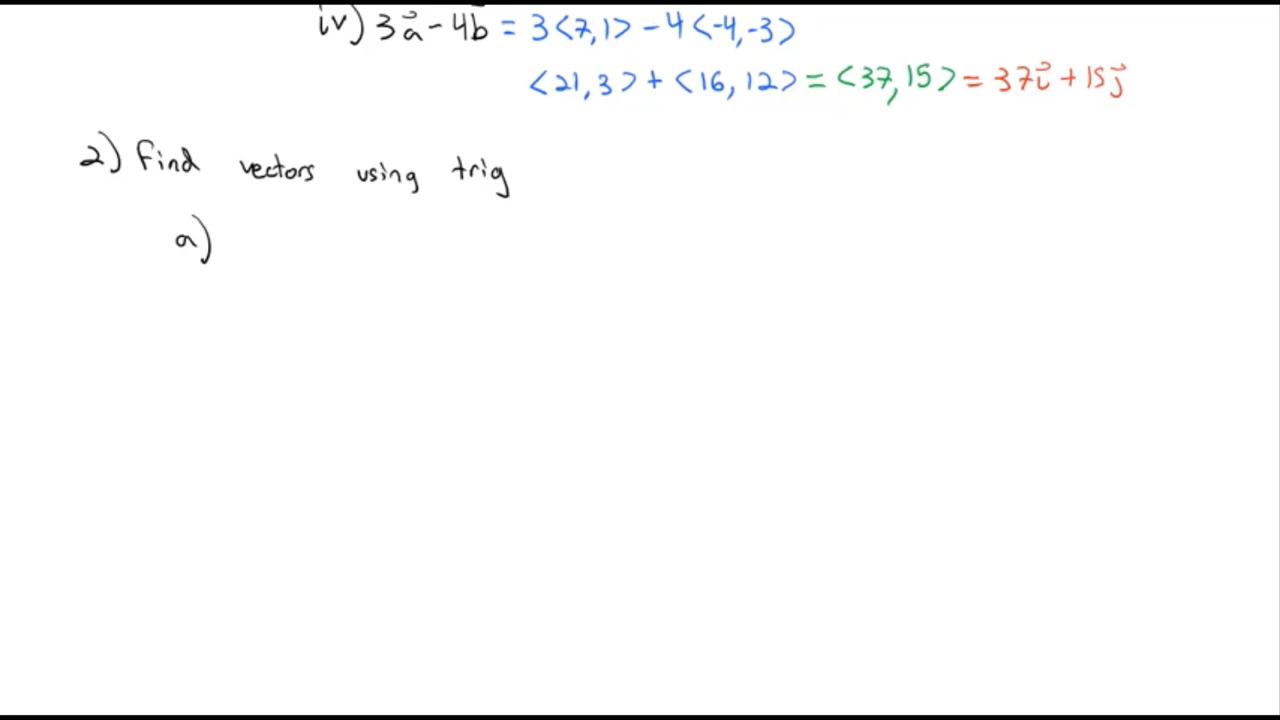 iv) 3a⃗ - 4b⃗ = 3<7,1> - 4<-4,-3>
<21,3> + <16,12> = <37,15> = 37i⃗ + 15j⃗
2) Find vectors using trig
a)